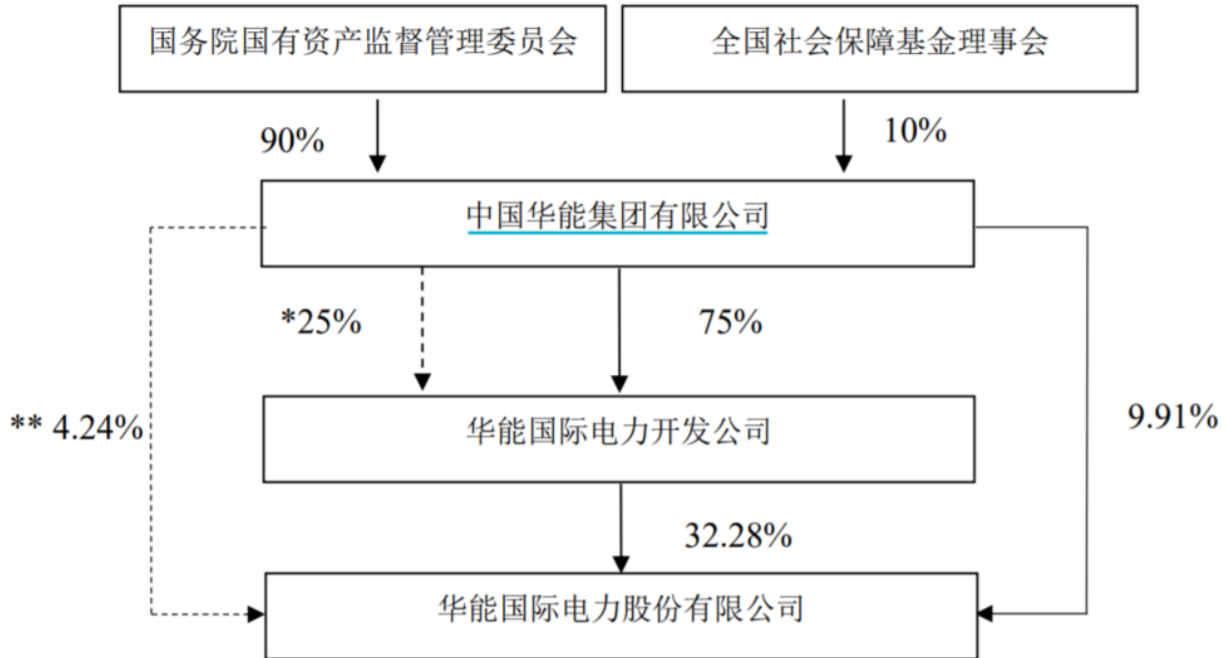 国务院国有资产监督管理委员会
全国社会保障基金理事会
90%
10%
中国华能集团有限公司
*25%
75%
** 4.24%
9.91%
华能国际电力开发公司
32.28%
华能国际电力股份有限公司